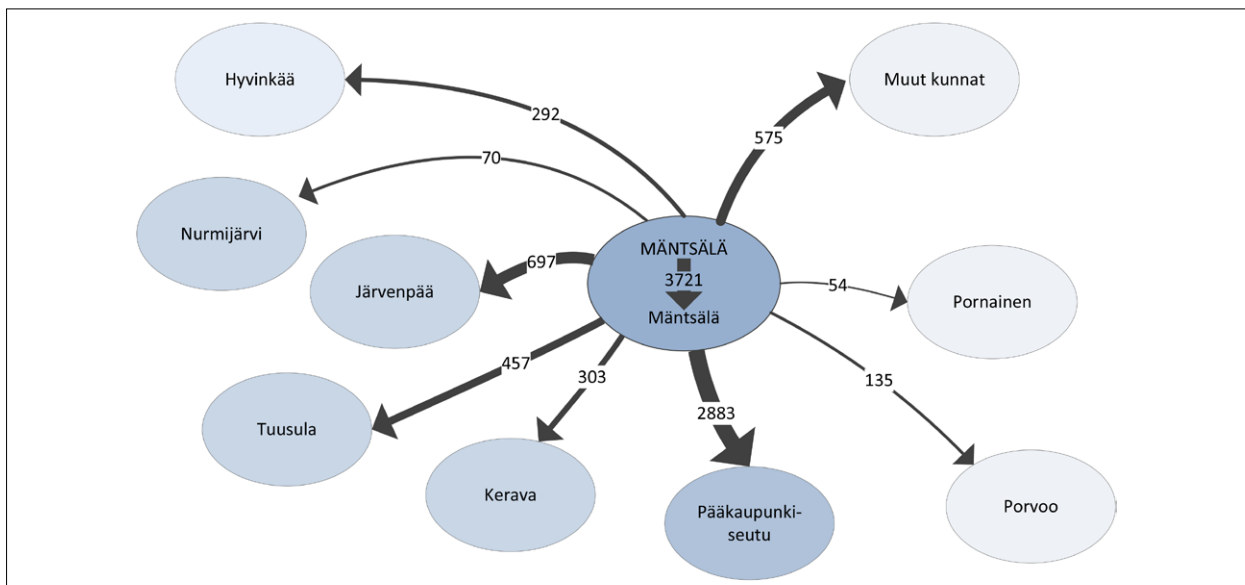 Hyvinkää
Muut kunnat
292
575
70
Nurmijärvi
MÄNTSÄLÄ
697
3721
54
Järvenpää
Mäntsälä
Pornainen
457
303
135
2883
Tuusula
Kerava
Pääkaupunki-
seutu
Porvoo